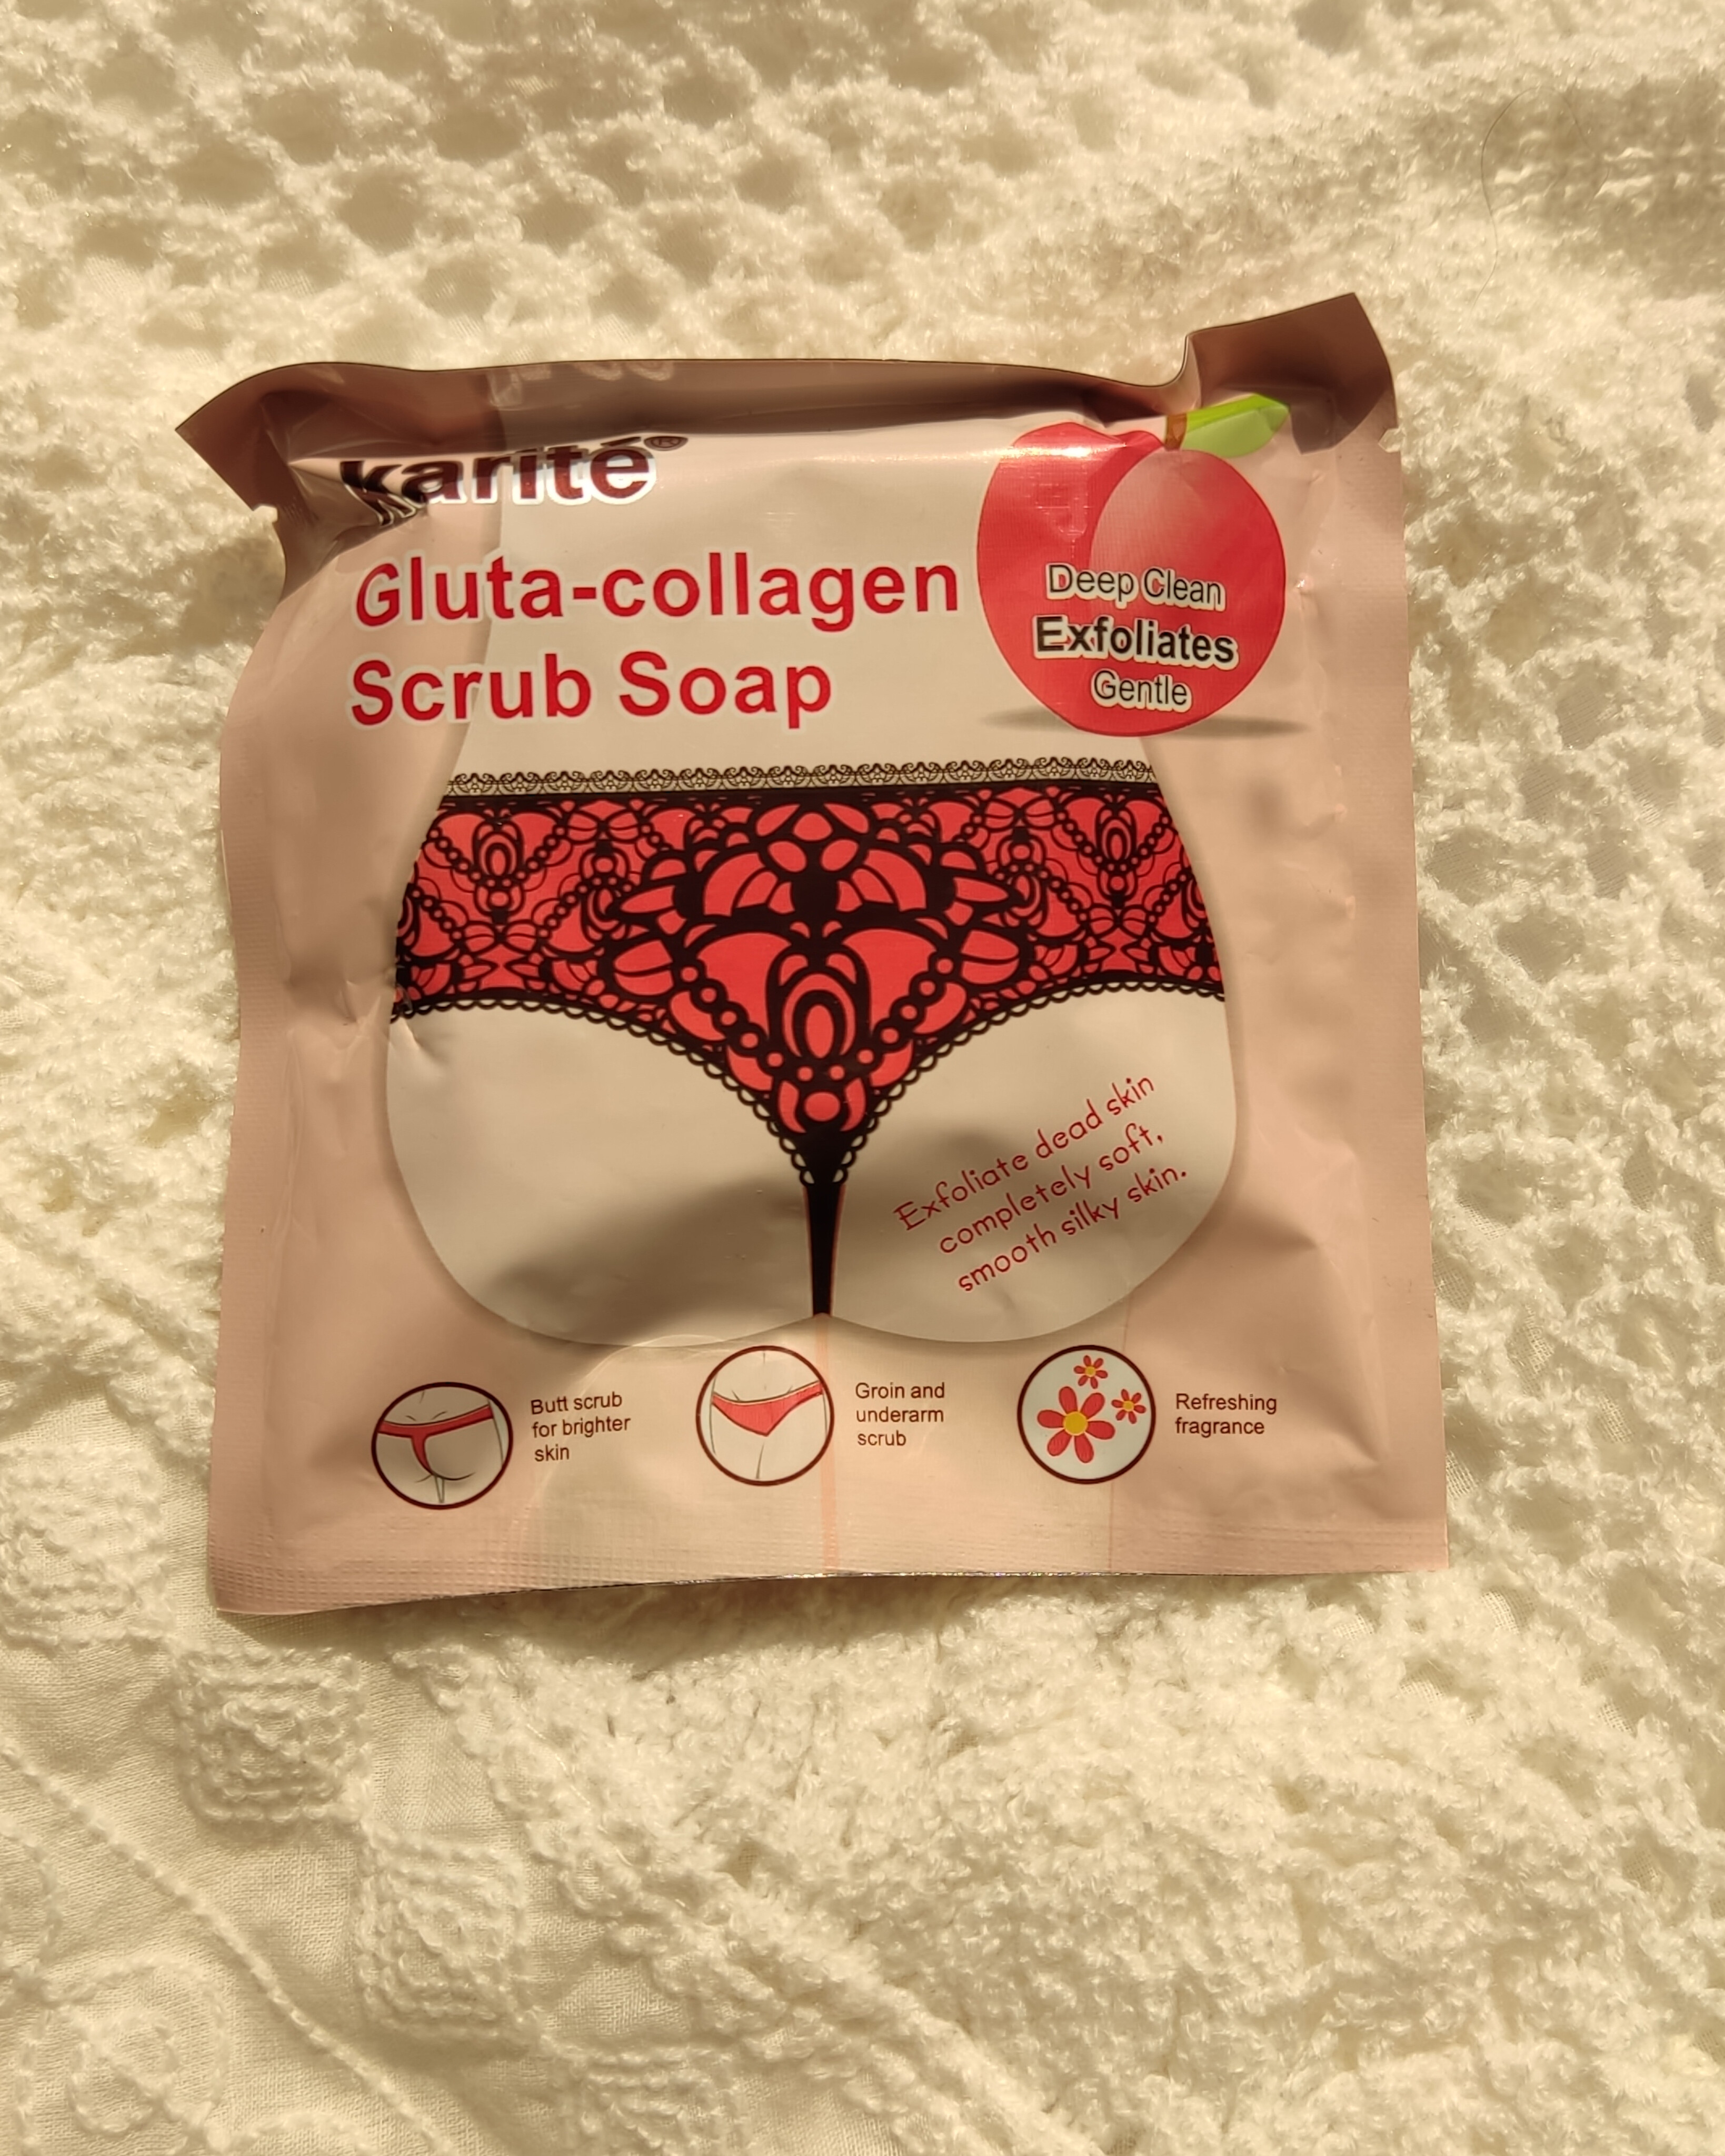 karité®
Gluta-collagen
Scrub Soap
Deep Clean
Exfoliates
Gentle
Exfoliate dead skin
completely soft,
smooth silky skin.
Butt scrub
for brighter
skin
Groin and
underarm
scrub
Refreshing
fragrance